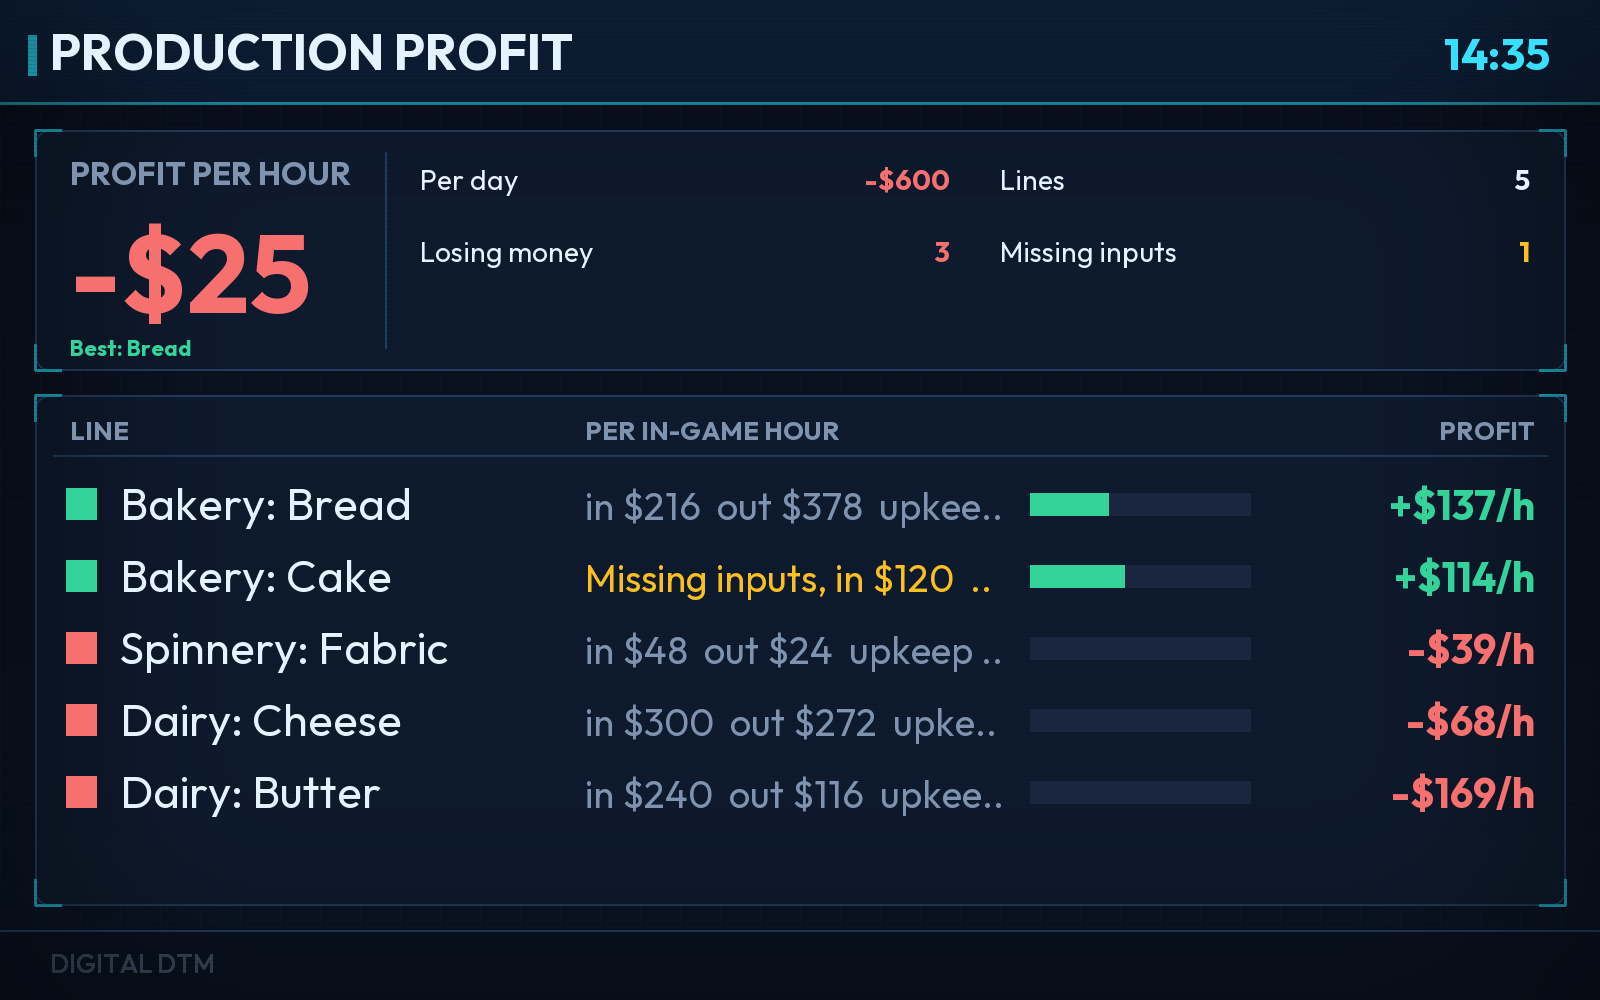 PRODUCTION PROFIT 14:35
PROFIT PER HOUR
-$25
Best: Bread
Per day -$600 Lines 5
Losing money 3 Missing inputs 1
LINE PER IN-GAME HOUR PROFIT
Bakery: Bread in $216 out $378 upkee.. +$137/h
Bakery: Cake Missing inputs, in $120 .. +$114/h
Spinnery: Fabric in $48 out $24 upkeep .. -$39/h
Dairy: Cheese in $300 out $272 upke.. -$68/h
Dairy: Butter in $240 out $116 upkee.. -$169/h
DIGITAL DTM